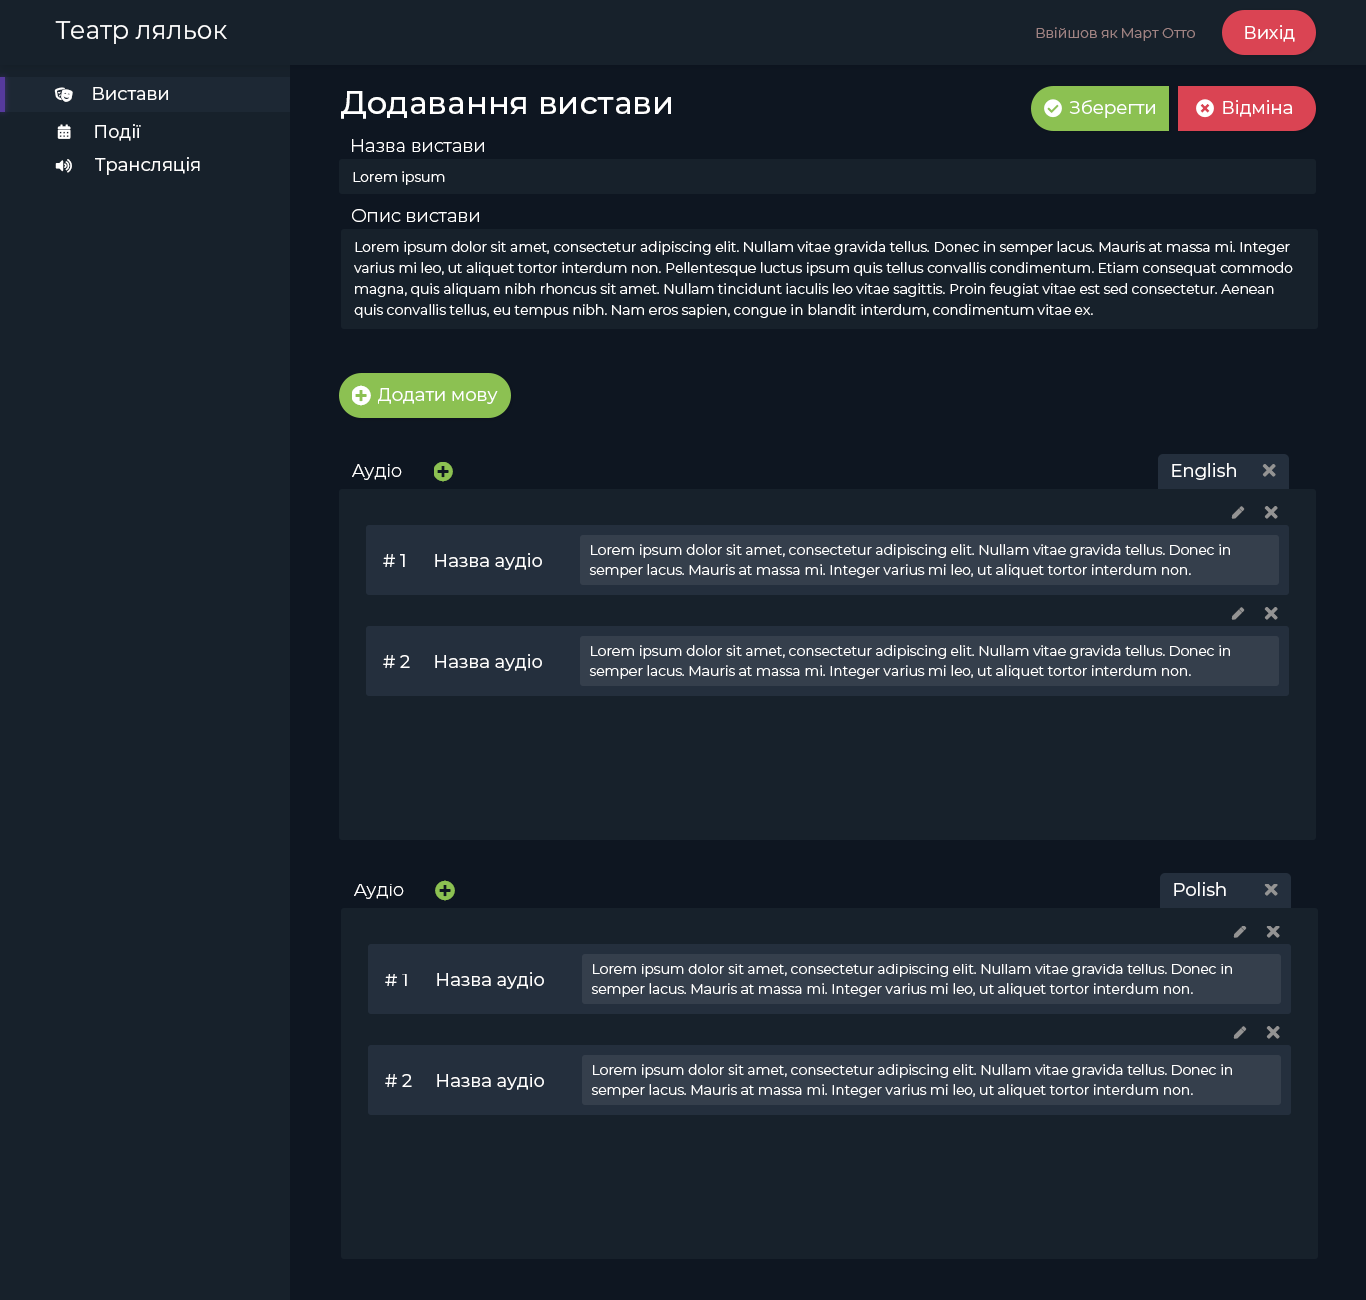 Театр ляльок
Ввійшов як Март Отто
Вихід
Вистави
Події
Трансляція
Додавання вистави
Зберегти
Відміна
Назва вистави
Lorem ipsum
Опис вистави
Lorem ipsum dolor sit amet, consectetur adipiscing elit. Nullam vitae gravida tellus. Donec in semper lacus. Mauris at massa mi. Integer
varius mi leo, ut aliquet tortor interdum non. Pellentesque luctus ipsum quis tellus convallis condimentum. Etiam consequat commodo
magna, quis aliquam nibh rhoncus sit amet. Nullam tincidunt iaculis leo vitae sagittis. Proin feugiat vitae est sed consectetur. Aenean
quis convallis tellus, eu tempus nibh. Nam eros sapien, congue in blandit interdum, condimentum vitae ex.
Додати мову
Аудіо
English
# 1
Назва аудіо
Lorem ipsum dolor sit amet, consectetur adipiscing elit. Nullam vitae gravida tellus. Donec in
semper lacus. Mauris at massa mi. Integer varius mi leo, ut aliquet tortor interdum non.
# 2
Назва аудіо
Lorem ipsum dolor sit amet, consectetur adipiscing elit. Nullam vitae gravida tellus. Donec in
semper lacus. Mauris at massa mi. Integer varius mi leo, ut aliquet tortor interdum non.
Аудіо
Polish
# 1
Назва аудіо
Lorem ipsum dolor sit amet, consectetur adipiscing elit. Nullam vitae gravida tellus. Donec in
semper lacus. Mauris at massa mi. Integer varius mi leo, ut aliquet tortor interdum non.
# 2
Назва аудіо
Lorem ipsum dolor sit amet, consectetur adipiscing elit. Nullam vitae gravida tellus. Donec in
semper lacus. Mauris at massa mi. Integer varius mi leo, ut aliquet tortor interdum non.